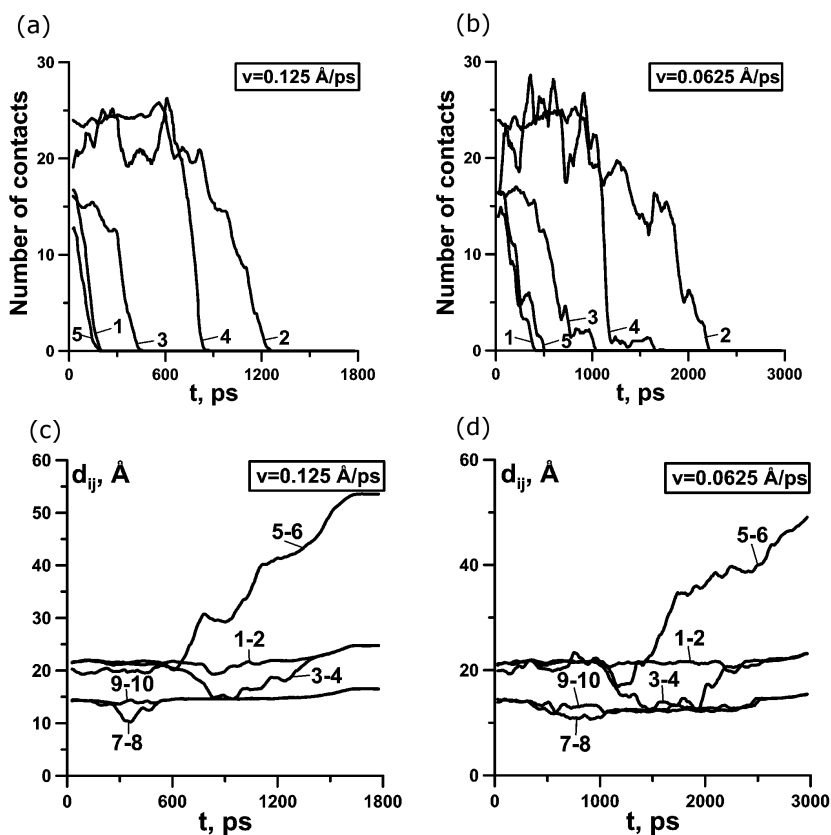 (a)
v=0.125 Å/ps
Number of contacts
30
20
10
0
5 1 3 4 2
0 600 1200 1800
t, ps
(b)
v=0.0625 Å/ps
Number of contacts
30
20
10
0
1 5 3 4 2
0 1000 2000 3000
t, ps
(c)
d_ij, Å
v=0.125 Å/ps
60
50
40
30
20
10
0
5-6
1-2
3-4
9-10
7-8
0 600 1200 1800
t, ps
(d)
d_ij, Å
v=0.0625 Å/ps
60
50
40
30
20
10
0
5-6
1-2
3-4
9-10
7-8
0 1000 2000 3000
t, ps